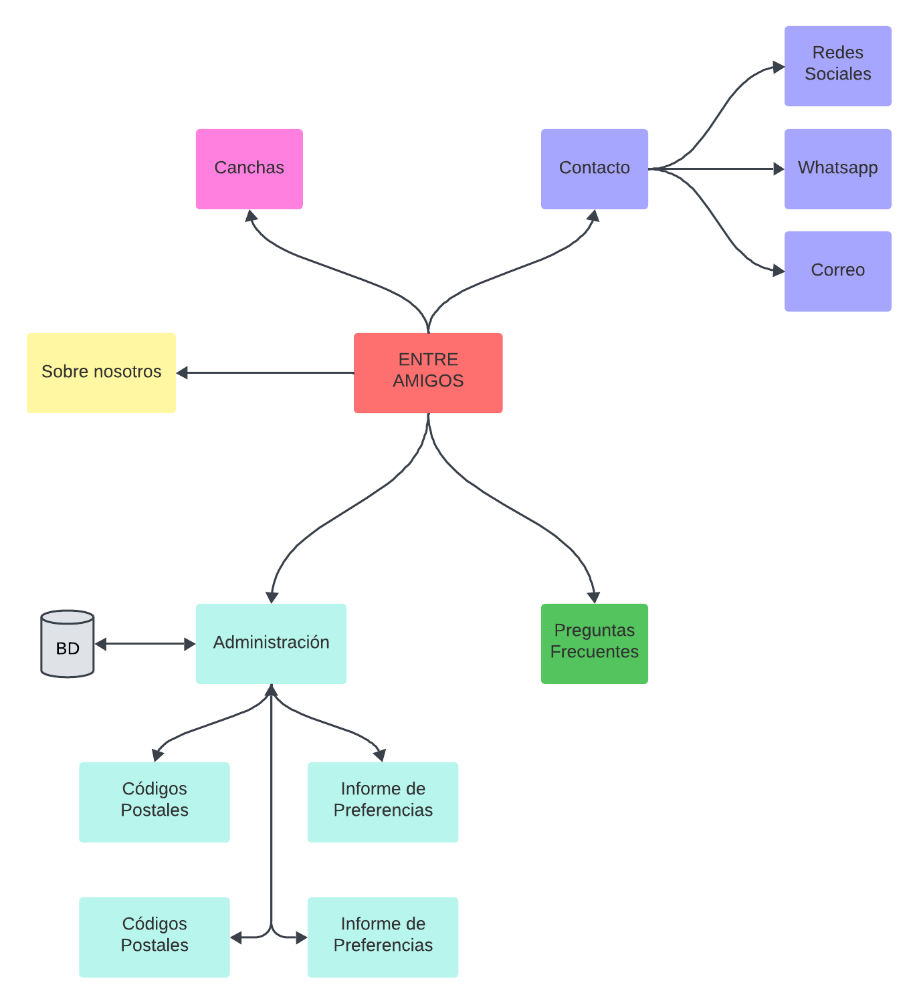 Redes
Sociales
Canchas
Contacto
Whatsapp
Correo
Sobre nosotros
ENTRE
AMIGOS
BD
Administración
Preguntas
Frecuentes
Códigos
Postales
Informe de
Preferencias
Códigos
Postales
Informe de
Preferencias